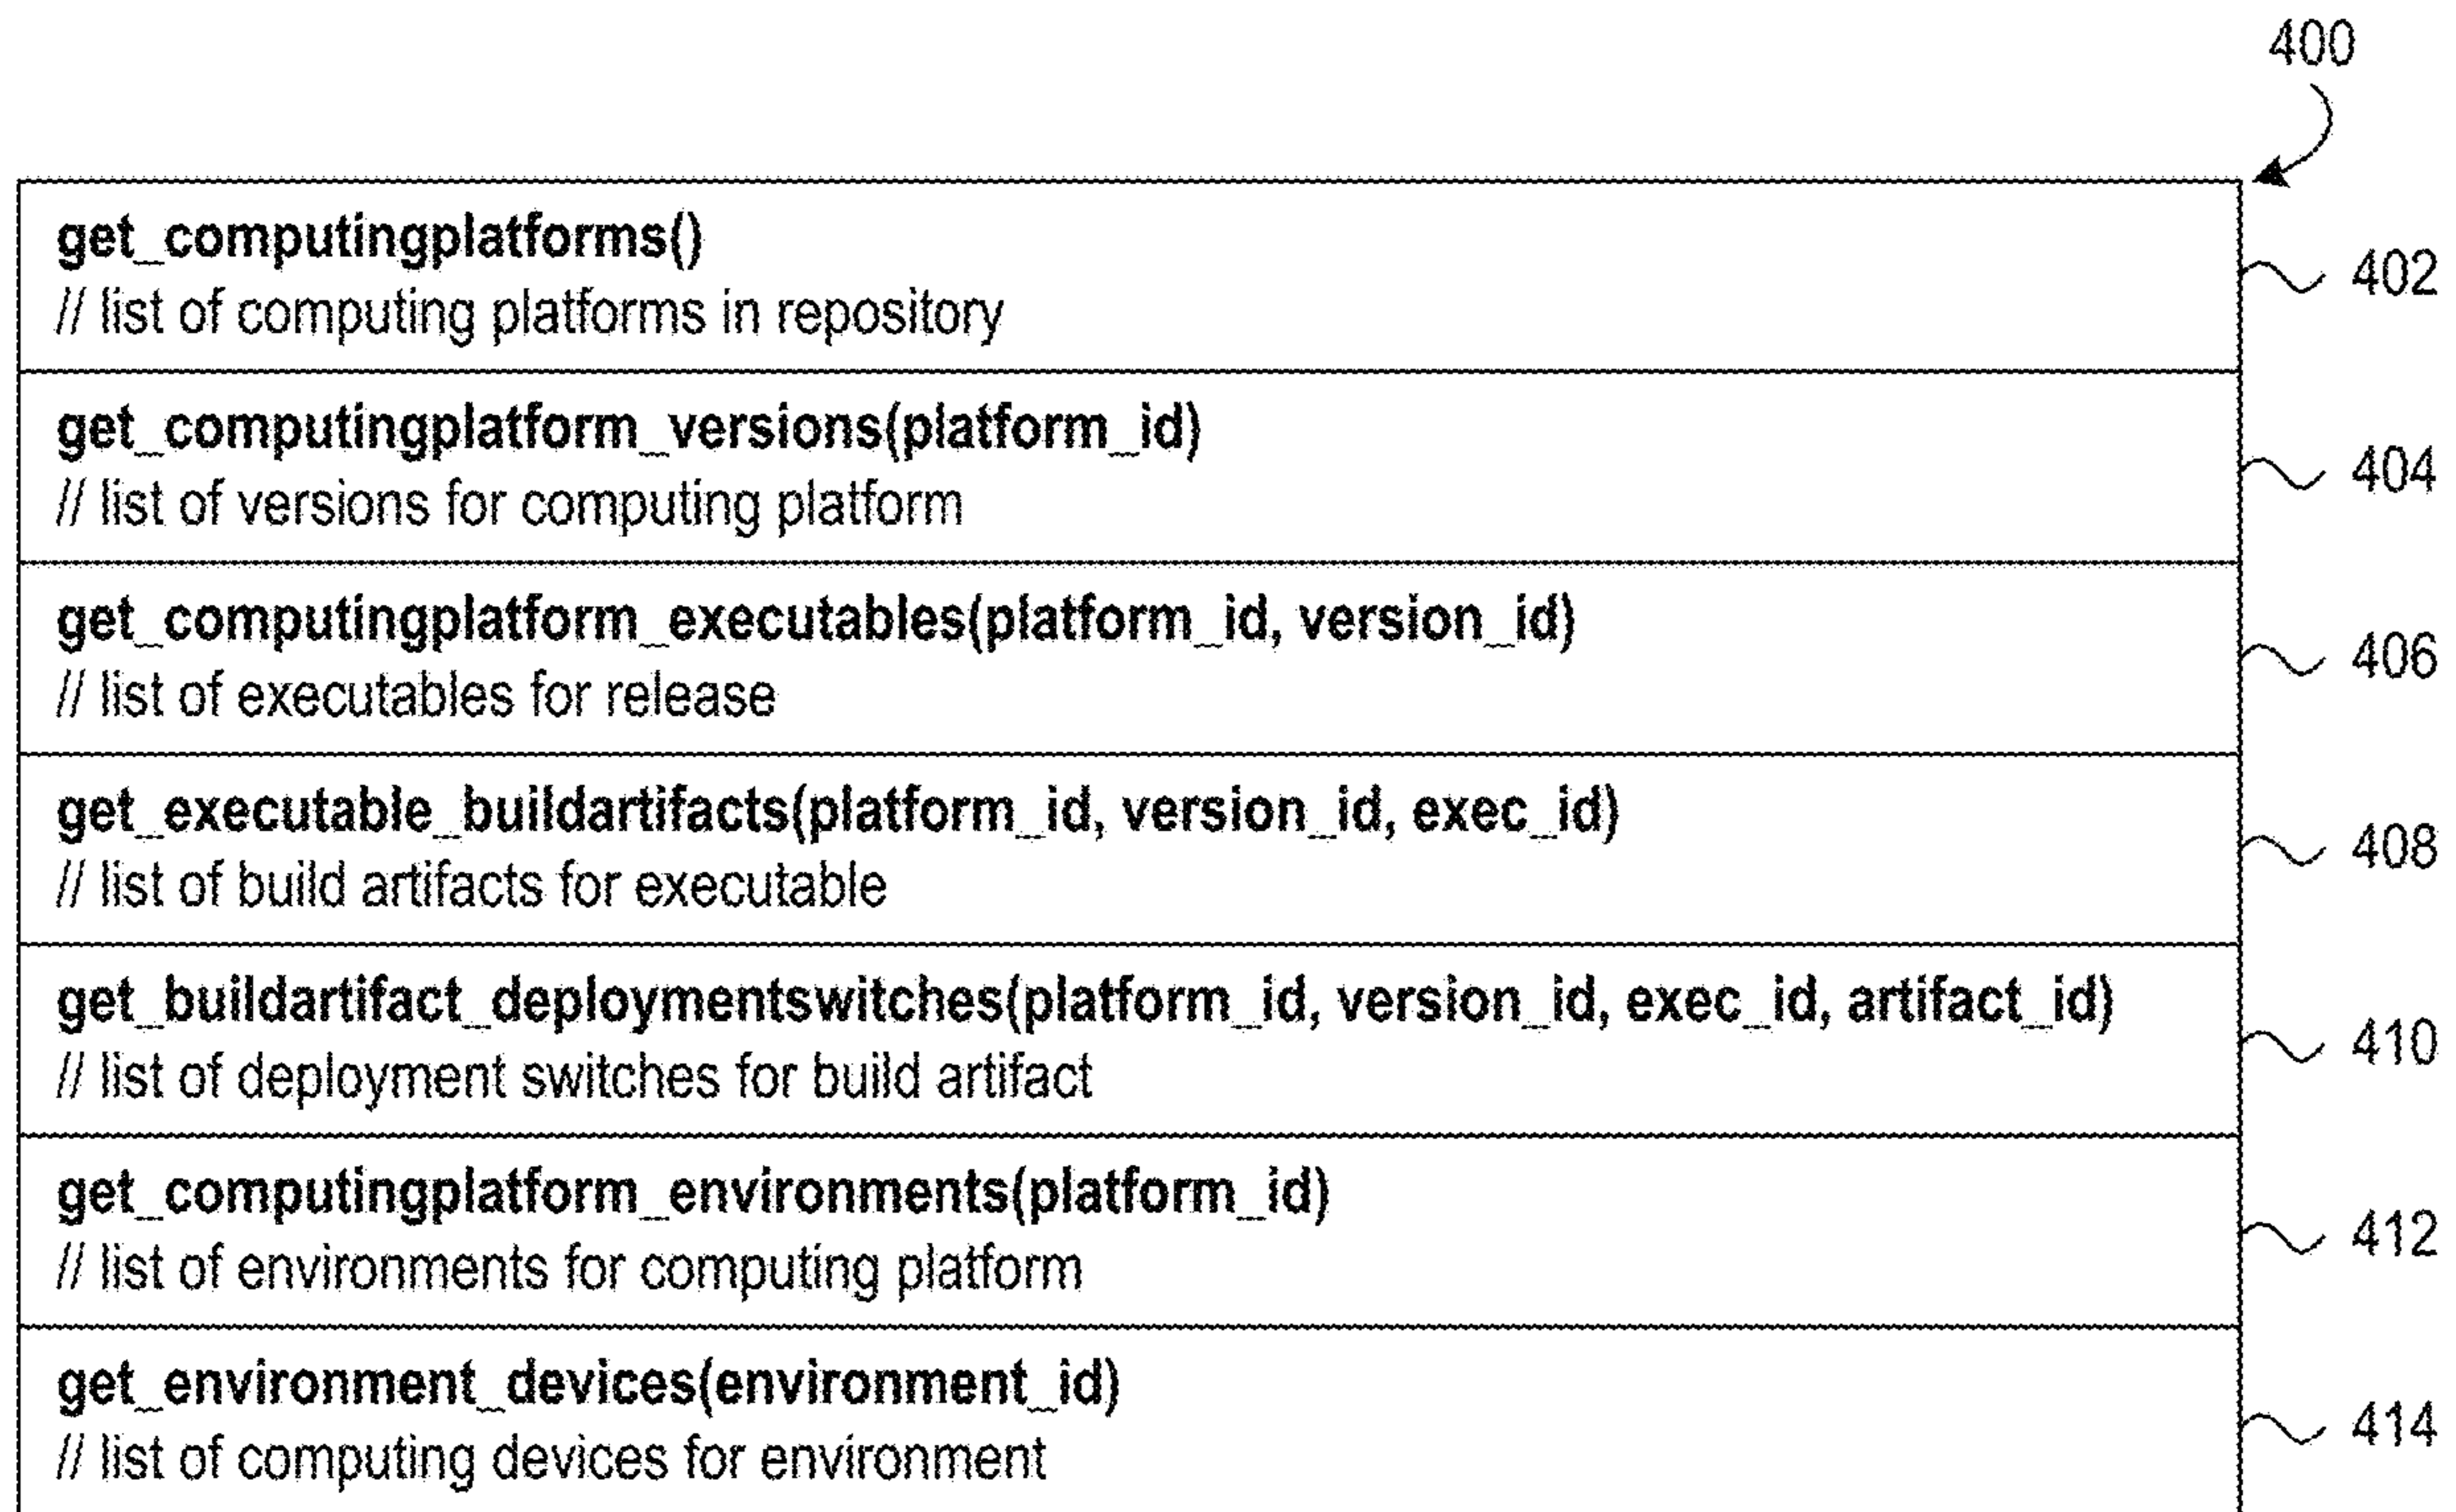 400
get_computingplatforms()
// list of computing platforms in repository
402
get_computingplatform_versions(platform_id)
// list of versions for computing platform
404
get_computingplatform_executables(platform_id, version_id)
// list of executables for release
406
get_executable_buildartifacts(platform_id, version_id, exec_id)
// list of build artifacts for executable
408
get_buildartifact_deploymentswitches(platform_id, version_id, exec_id, artifact_id)
// list of deployment switches for build artifact
410
get_computingplatform_environments(platform_id)
// list of environments for computing platform
412
get_environment_devices(environment_id)
// list of computing devices for environment
414